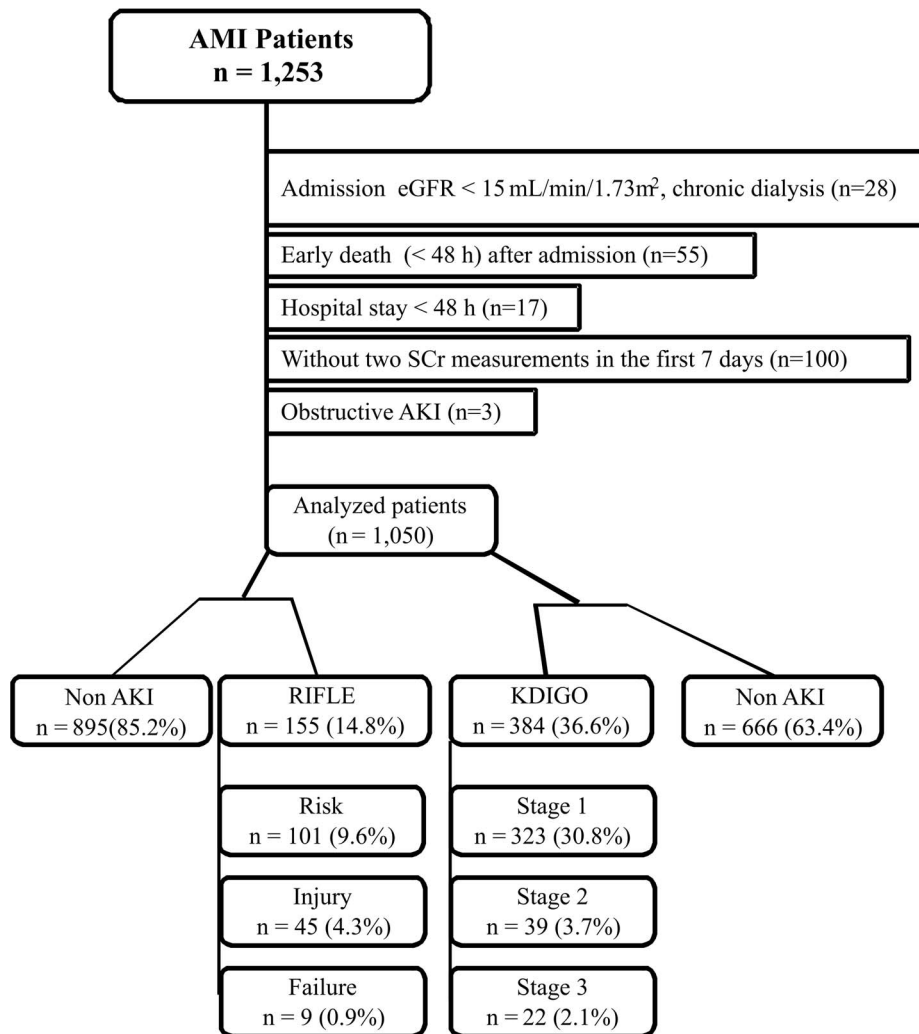 AMI Patients
n = 1,253
Admission eGFR < 15 mL/min/1.73m², chronic dialysis (n=28)
Early death (< 48 h) after admission (n=55)
Hospital stay < 48 h (n=17)
Without two SCr measurements in the first 7 days (n=100)
Obstructive AKI (n=3)
Analyzed patients
(n = 1,050)
Non AKI
n = 895(85.2%)
RIFLE
n = 155 (14.8%)
KDIGO
n = 384 (36.6%)
Non AKI
n = 666 (63.4%)
Risk
n = 101 (9.6%)
Stage 1
n = 323 (30.8%)
Injury
n = 45 (4.3%)
Stage 2
n = 39 (3.7%)
Failure
n = 9 (0.9%)
Stage 3
n = 22 (2.1%)